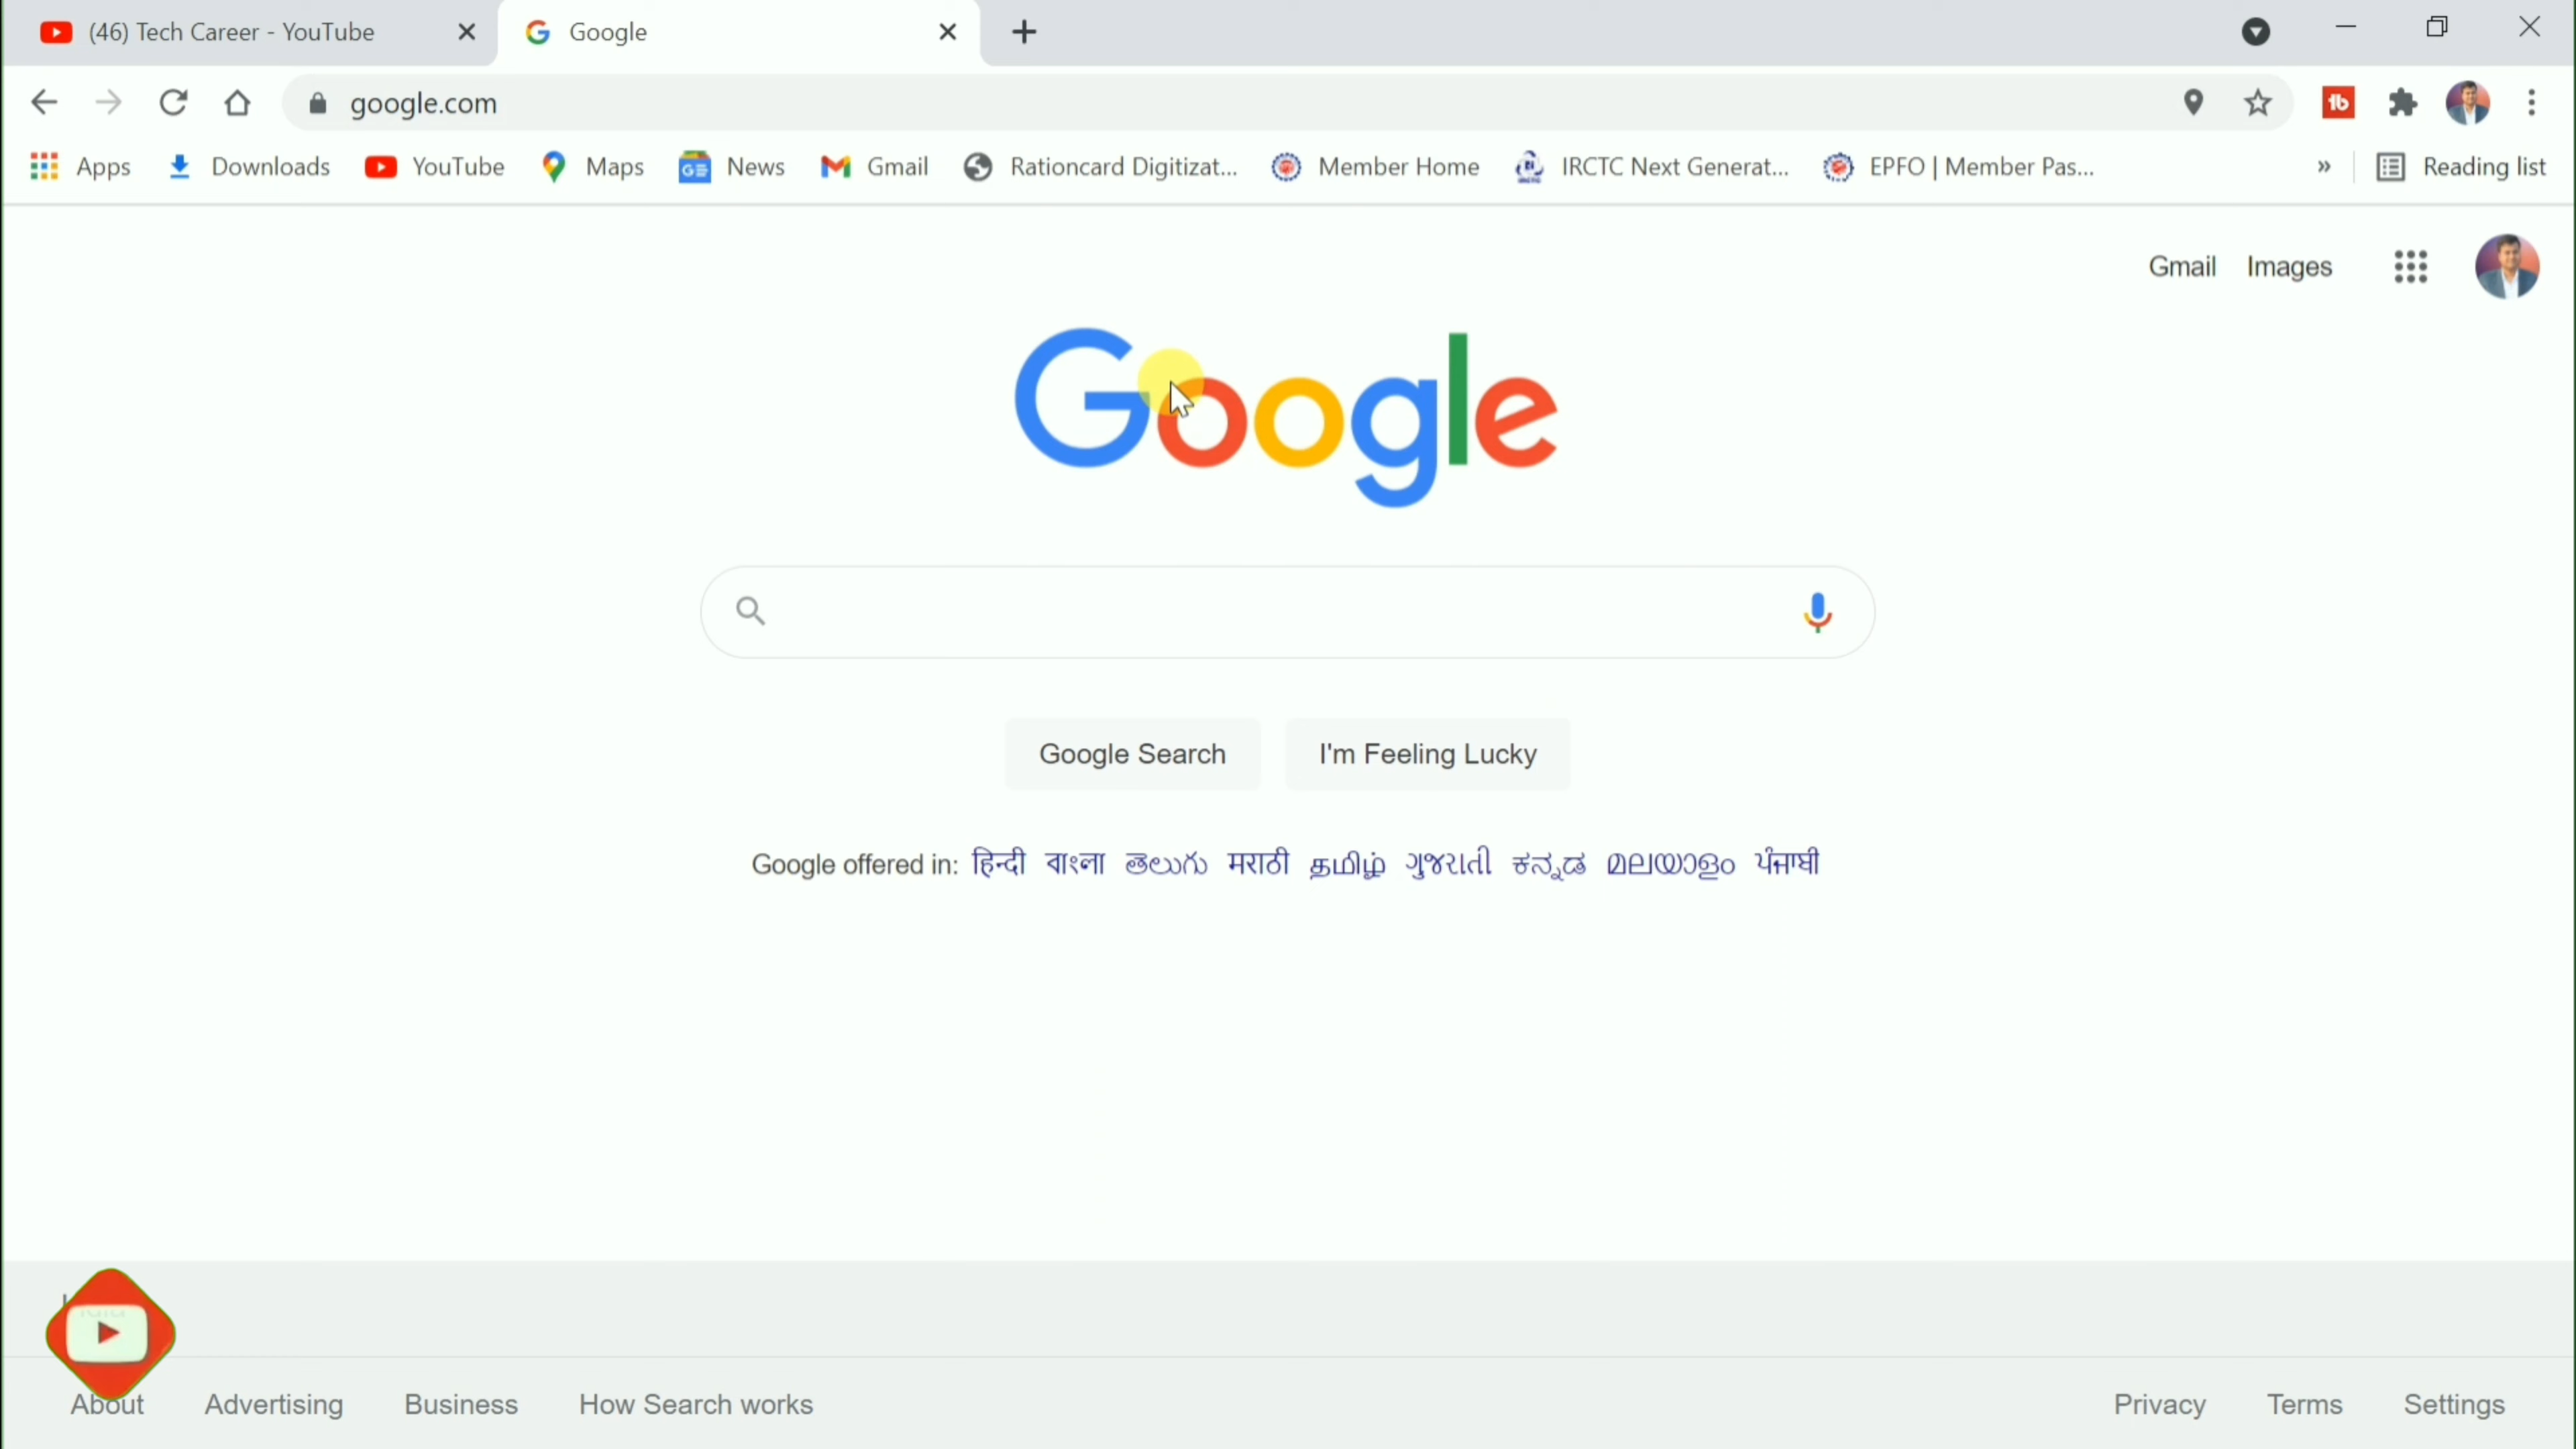 (46) Tech Career - YouTube
Google
google.com
Apps Downloads YouTube Maps News Gmail Rationcard Digitizat... Member Home IRCTC Next Generat... EPFO | Member Pas... » Reading list
Gmail Images
Google
Google Search I'm Feeling Lucky
Google offered in: हिन्दी বাংলা తెలుగు मराठी தமிழ் ગુજરાતી ಕನ್ನಡ മലയാളം ਪੰਜਾਬੀ
About Advertising Business How Search works Privacy Terms Settings